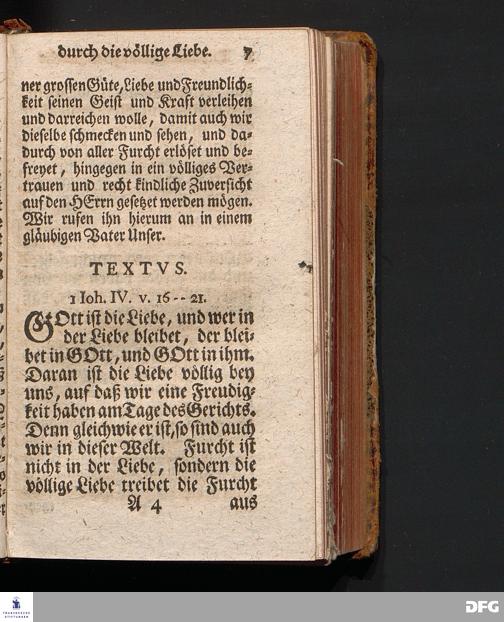 durch die völlige Liebe. 7
ner grossen Güte, Liebe und Freundlich-
keit seinen Geist und Kraft verleihen
und darreichen wolle, damit auch wir
dieselbe schmecken und sehen, und da-
durch von aller Furcht erlöset und be-
freyet, hingegen in ein völliges Ver-
trauen und recht kindliche Zuversicht
auf den HErrn gesetzet werden mögen.
Wir rufen ihn hierum an in einem
gläubigen Vater Unser.
TEXTVS.
1 Ioh. IV. v. 16--21.
GOtt ist die Liebe, und wer in
der Liebe bleibet, der blei-
bet in GOtt, und GOtt in ihm.
Daran ist die Liebe völlig bey
uns, auf daß wir eine Freudig-
keit haben am Tage des Gerichts.
Denn gleichwie er ist, so sind auch
wir in dieser Welt. Furcht ist
nicht in der Liebe, sondern die
völlige Liebe treibet die Furcht
A 4 aus
FRANCKESCHE
STIFTUNGEN
DFG